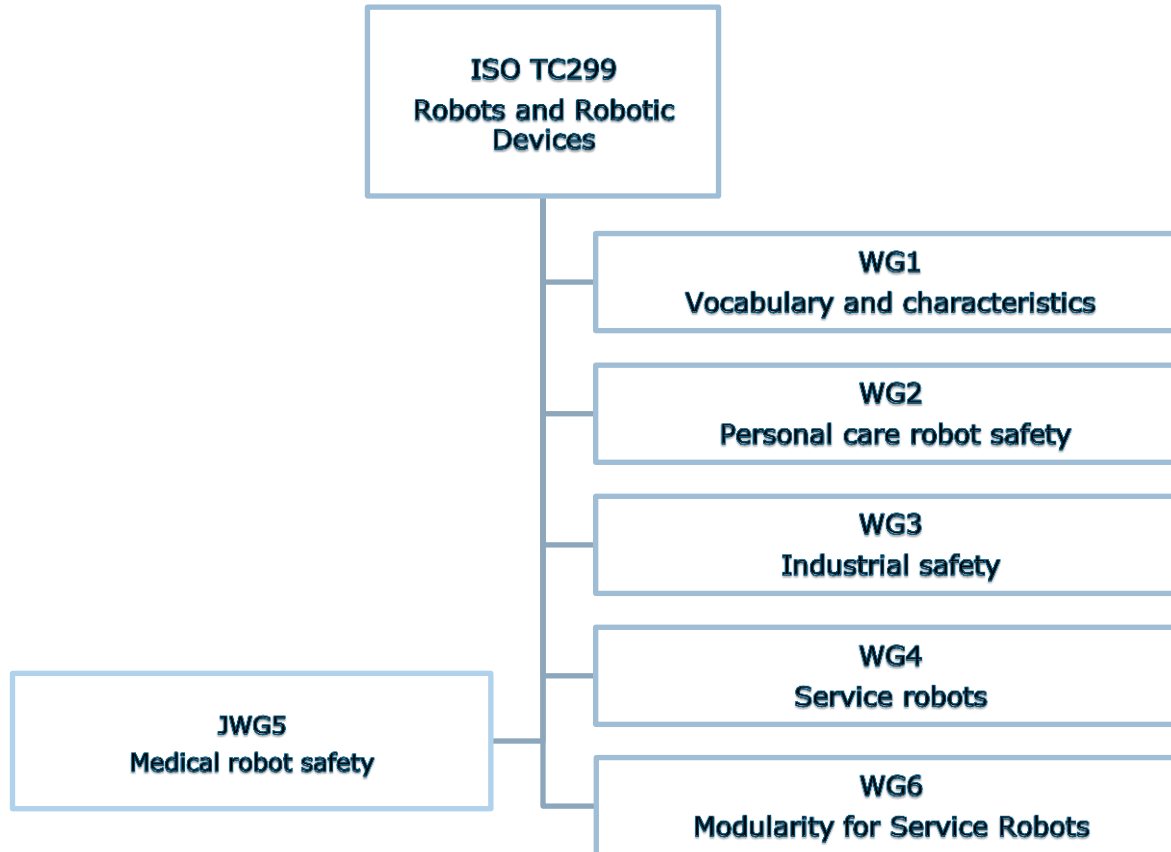 ISO TC299
Robots and Robotic
Devices
WG1
Vocabulary and characteristics
WG2
Personal care robot safety
WG3
Industrial safety
WG4
Service robots
JWG5
Medical robot safety
WG6
Modularity for Service Robots